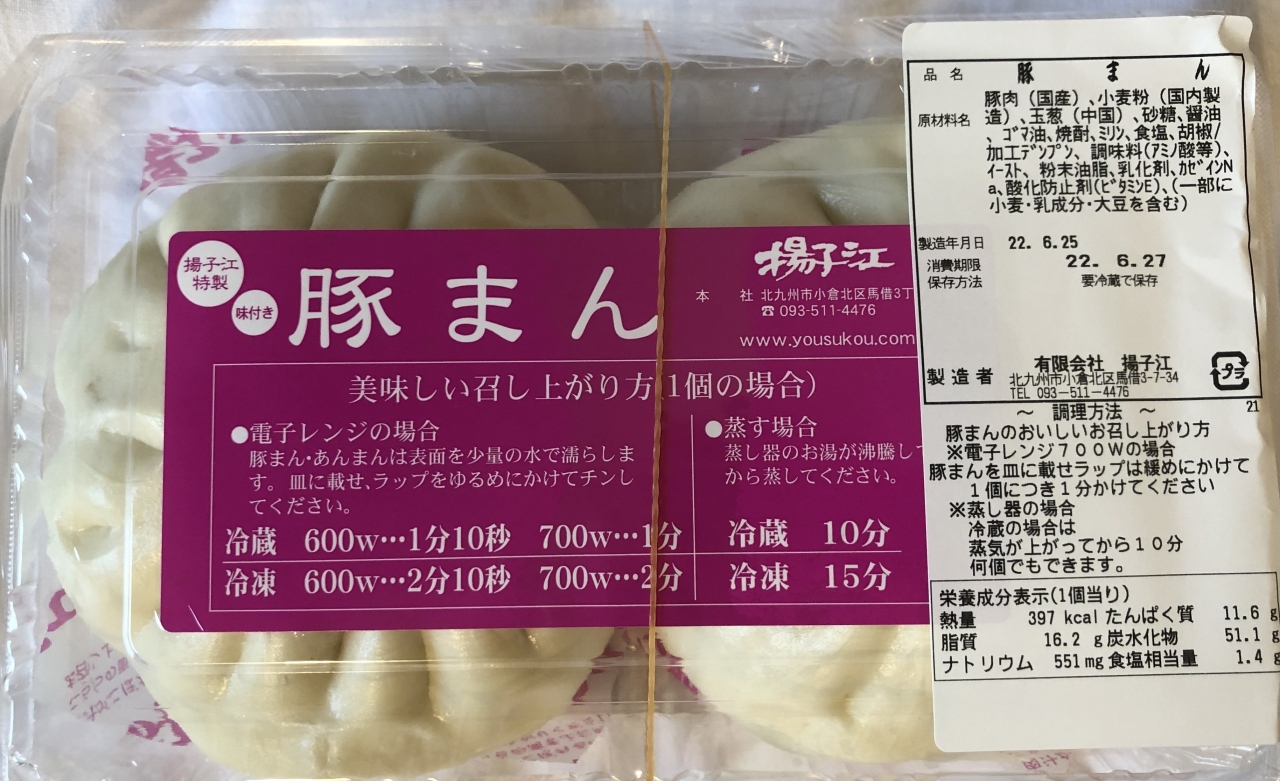 揚子江
特製
味付き
豚まん
揚子江
本 社 北九州市小倉北区馬借3丁
☎ 093-511-4476
www.yousukou.com
美味しい召し上がり方(1個の場合)
●電子レンジの場合
豚まん・あんまんは表面を少量の水で濡らしま
す。皿に載せ、ラップをゆるめにかけてチンし
てください。
冷蔵 600w…1分10秒 700w…1分
冷凍 600w…2分10秒 700w…2分
●蒸す場合
蒸し器のお湯が沸騰して
から蒸してください。
冷蔵 10分
冷凍 15分
品名 豚まん
原材料名 豚肉(国産)、小麦粉(国内製
造)、玉葱(中国)、砂糖、醤油
、ゴマ油、焼酎、ミリン、食塩、胡椒/
加工デンプン、調味料(アミノ酸等)、
イースト、粉末油脂、乳化剤、カゼインN
a、酸化防止剤(ビタミンE)、(一部に
小麦・乳成分・大豆を含む)
製造年月日 22. 6.25
消費期限 22. 6.27
保存方法 要冷蔵で保存
製造者 有限会社 揚子江
北九州市小倉北区馬借3-7-34
TEL 093-511-4476
プラ
21
～ 調理方法 ～
豚まんのおいしいお召し上がり方
※電子レンジ700Wの場合
豚まんを皿に載せラップは緩めにかけて
1個につき1分かけてください
※蒸し器の場合
冷蔵の場合は
蒸気が上がってから10分
何個でもできます。
栄養成分表示(1個当り)
熱量 397 kcal たんぱく質 11.6 g
脂質 16.2 g 炭水化物 51.1 g
ナトリウム 551 mg 食塩相当量 1.4 g